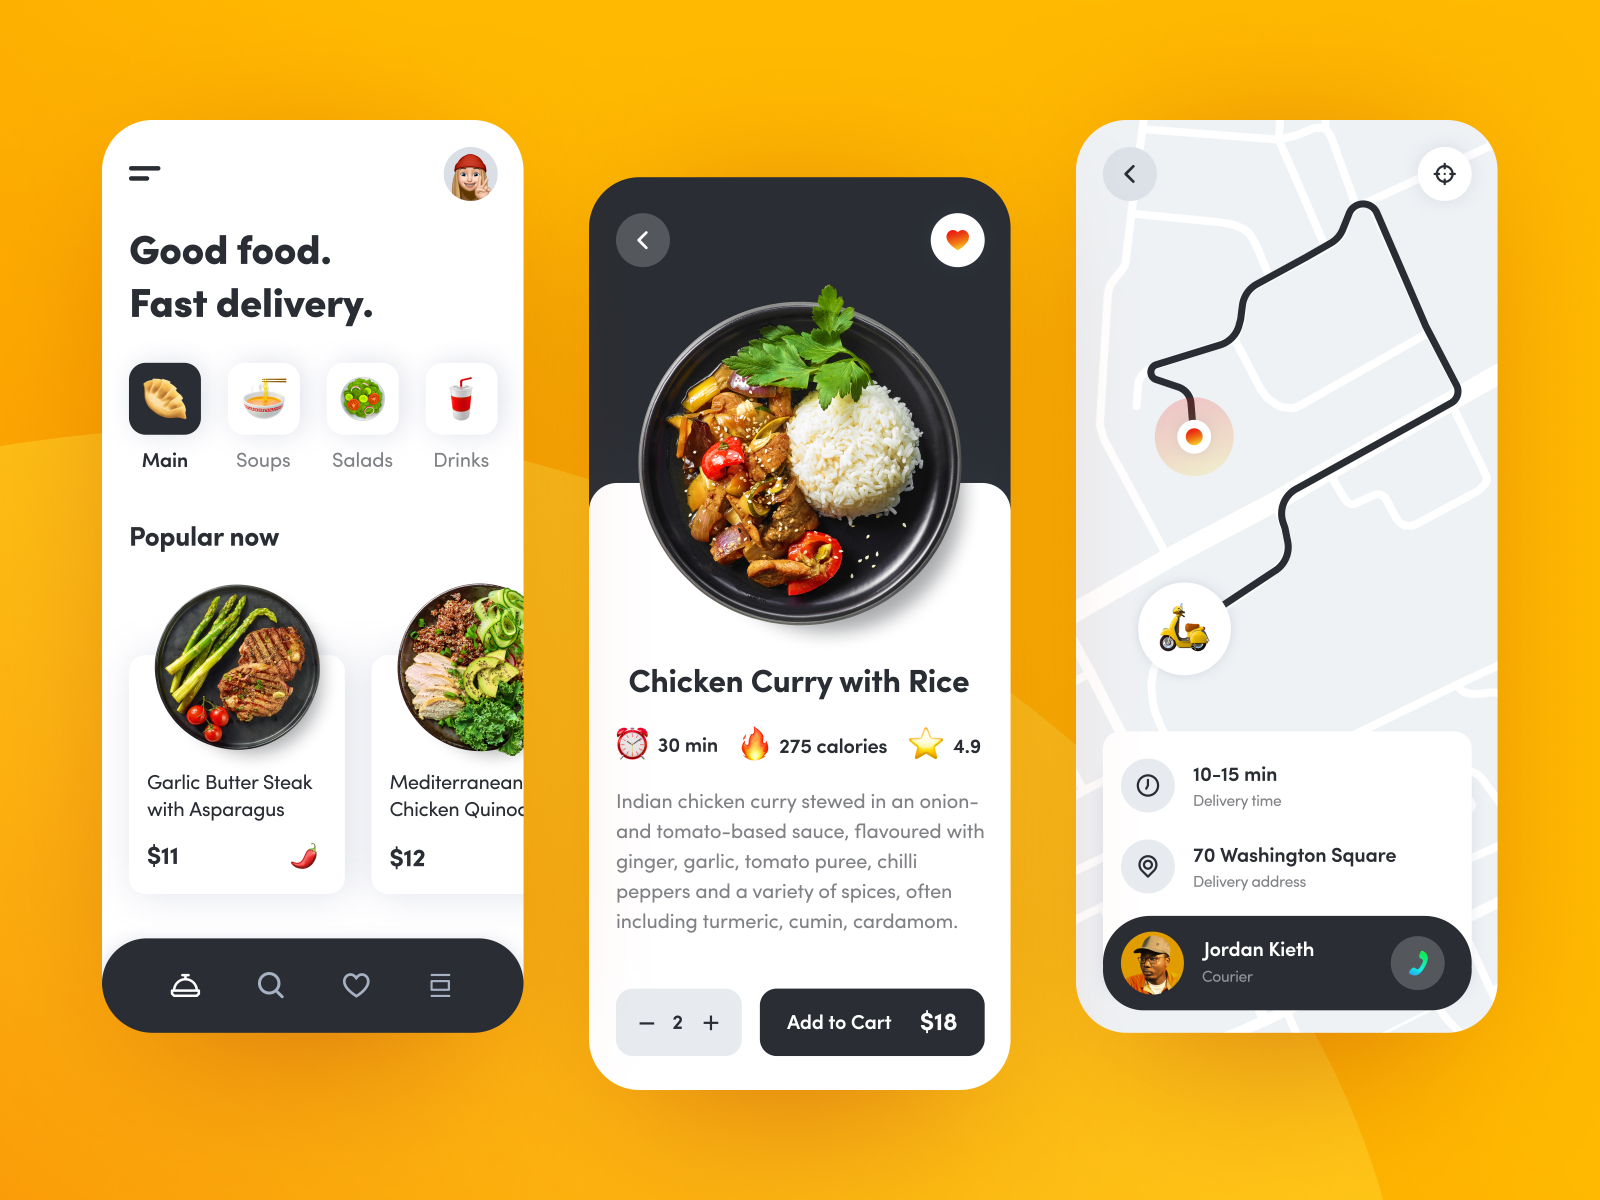 Good food.
Fast delivery.
Main
Soups
Salads
Drinks
Popular now
Garlic Butter Steak
with Asparagus
$11
Mediterranean
Chicken
$12
Chicken Curry with Rice
30 min
275 calories
4.9
Indian chicken curry stewed in an onion-
and tomato-based sauce, flavoured with
ginger, garlic, tomato puree, chilli
peppers and a variety of spices, often
including turmeric, cumin, cardamom.
2
Add to Cart
$18
10-15 min
Delivery time
70 Washington Square
Delivery address
Jordan Kieth
Courier